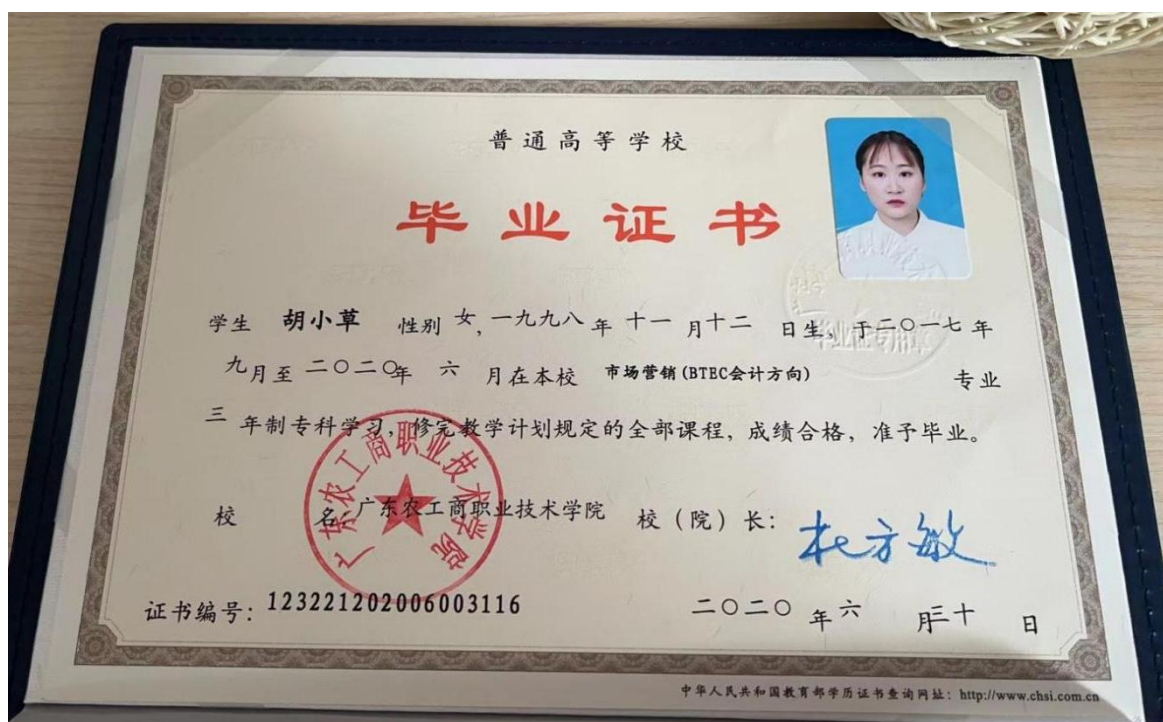 普通高等学校
毕业证书
学生 胡小草 性别 女, 一九九八 年 十一 月 十二 日生, 于二〇一七 年
九 月至 二〇二〇 年 六 月在本校 市场营销(BTEC会计方向) 专业
三 年制专科学习, 修完教学计划规定的全部课程, 成绩合格, 准予毕业。
校 名: 广东农工商职业技术学院 校(院)长: 杜方敏
广东农工商职业技术学院
毕业证专用章
证书编号: 123221202006003116 二〇二〇 年 六 月 三十 日
中华人民共和国教育部学历证书查询网址: http://www.chsi.com.cn